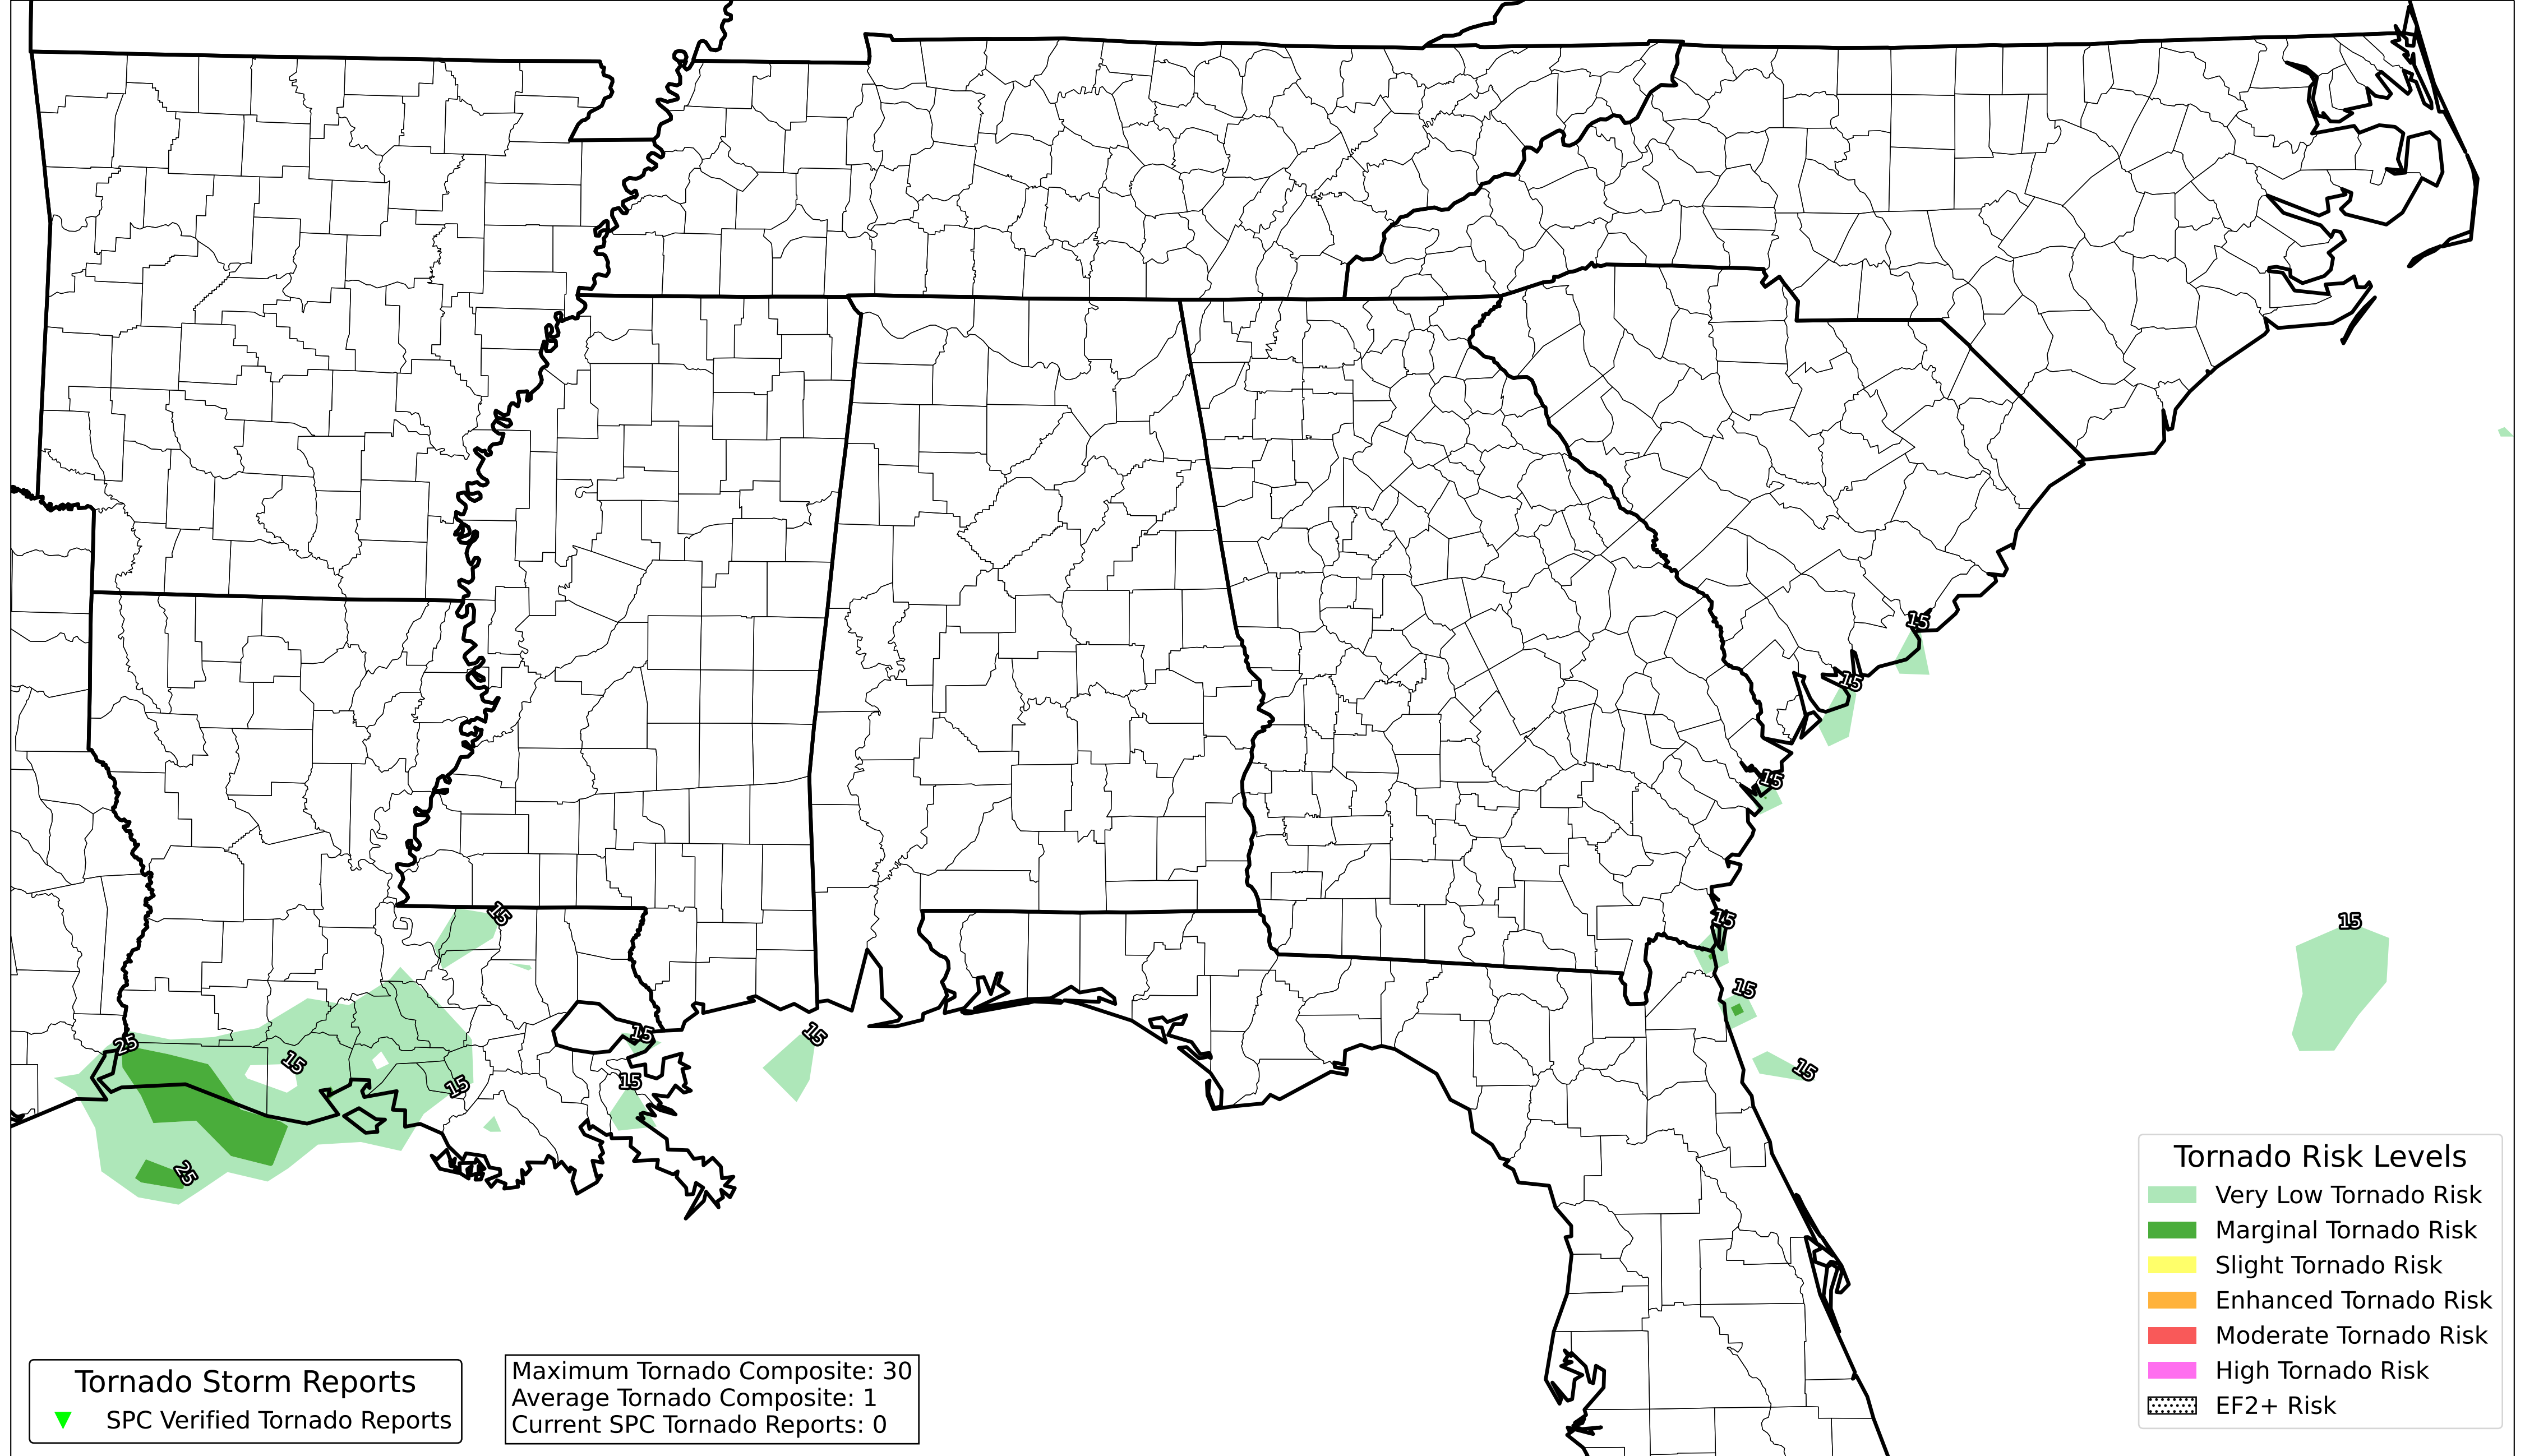 15
15
15
15
15
15
15
15
25
15
15
15
15
15
25
Tornado Risk Levels
Very Low Tornado Risk
Marginal Tornado Risk
Slight Tornado Risk
Enhanced Tornado Risk
Moderate Tornado Risk
High Tornado Risk
EF2+ Risk
Tornado Storm Reports
SPC Verified Tornado Reports
Maximum Tornado Composite: 30
Average Tornado Composite: 1
Current SPC Tornado Reports: 0